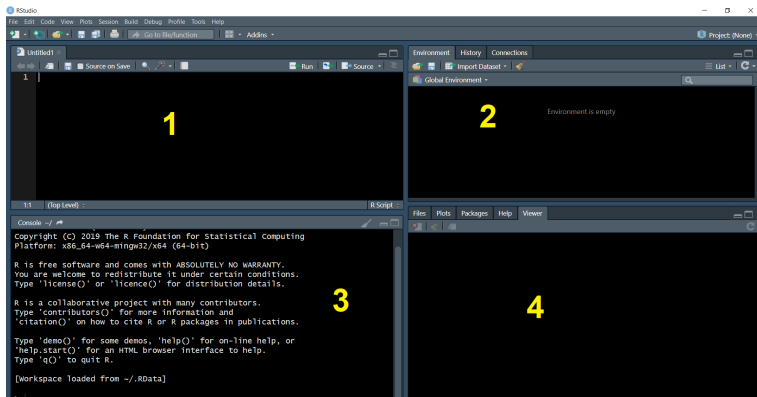 RStudio
File Edit Code View Plots Session Build Debug Profile Tools Help
Go to file/function Addins Project: (None)
Untitled1
Source on Save Run Source
1
1
1:1 (Top Level) R Script
Environment History Connections
Import Dataset List
Global Environment
2
Environment is empty
Console ~/
Copyright (C) 2019 The R Foundation for Statistical Computing
Platform: x86_64-w64-mingw32/x64 (64-bit)
R is free software and comes with ABSOLUTELY NO WARRANTY.
You are welcome to redistribute it under certain conditions.
Type 'license()' or 'licence()' for distribution details.
R is a collaborative project with many contributors.
Type 'contributors()' for more information and
'citation()' on how to cite R or R packages in publications.
Type 'demo()' for some demos, 'help()' for on-line help, or
'help.start()' for an HTML browser interface to help.
Type 'q()' to quit R.
[Workspace loaded from ~/.RData]
3
Files Plots Packages Help Viewer
4